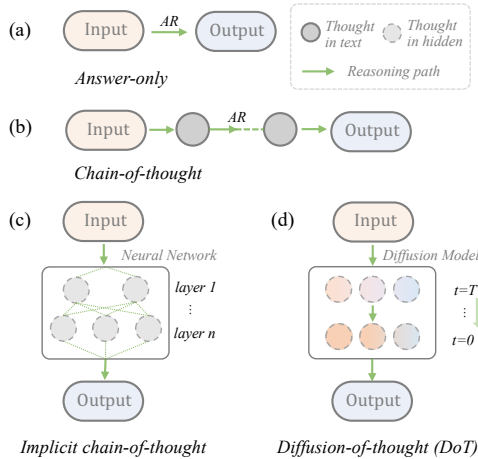 (a)
Input
AR
Output
Answer-only
Thought
in text
Thought
in hidden
Reasoning path
(b)
Input
AR
Output
Chain-of-thought
(c)
Input
Neural Network
layer 1
⋮
layer n
Output
Implicit chain-of-thought
(d)
Input
Diffusion Model
t=T
⋮
t=0
Output
Diffusion-of-thought (DoT)